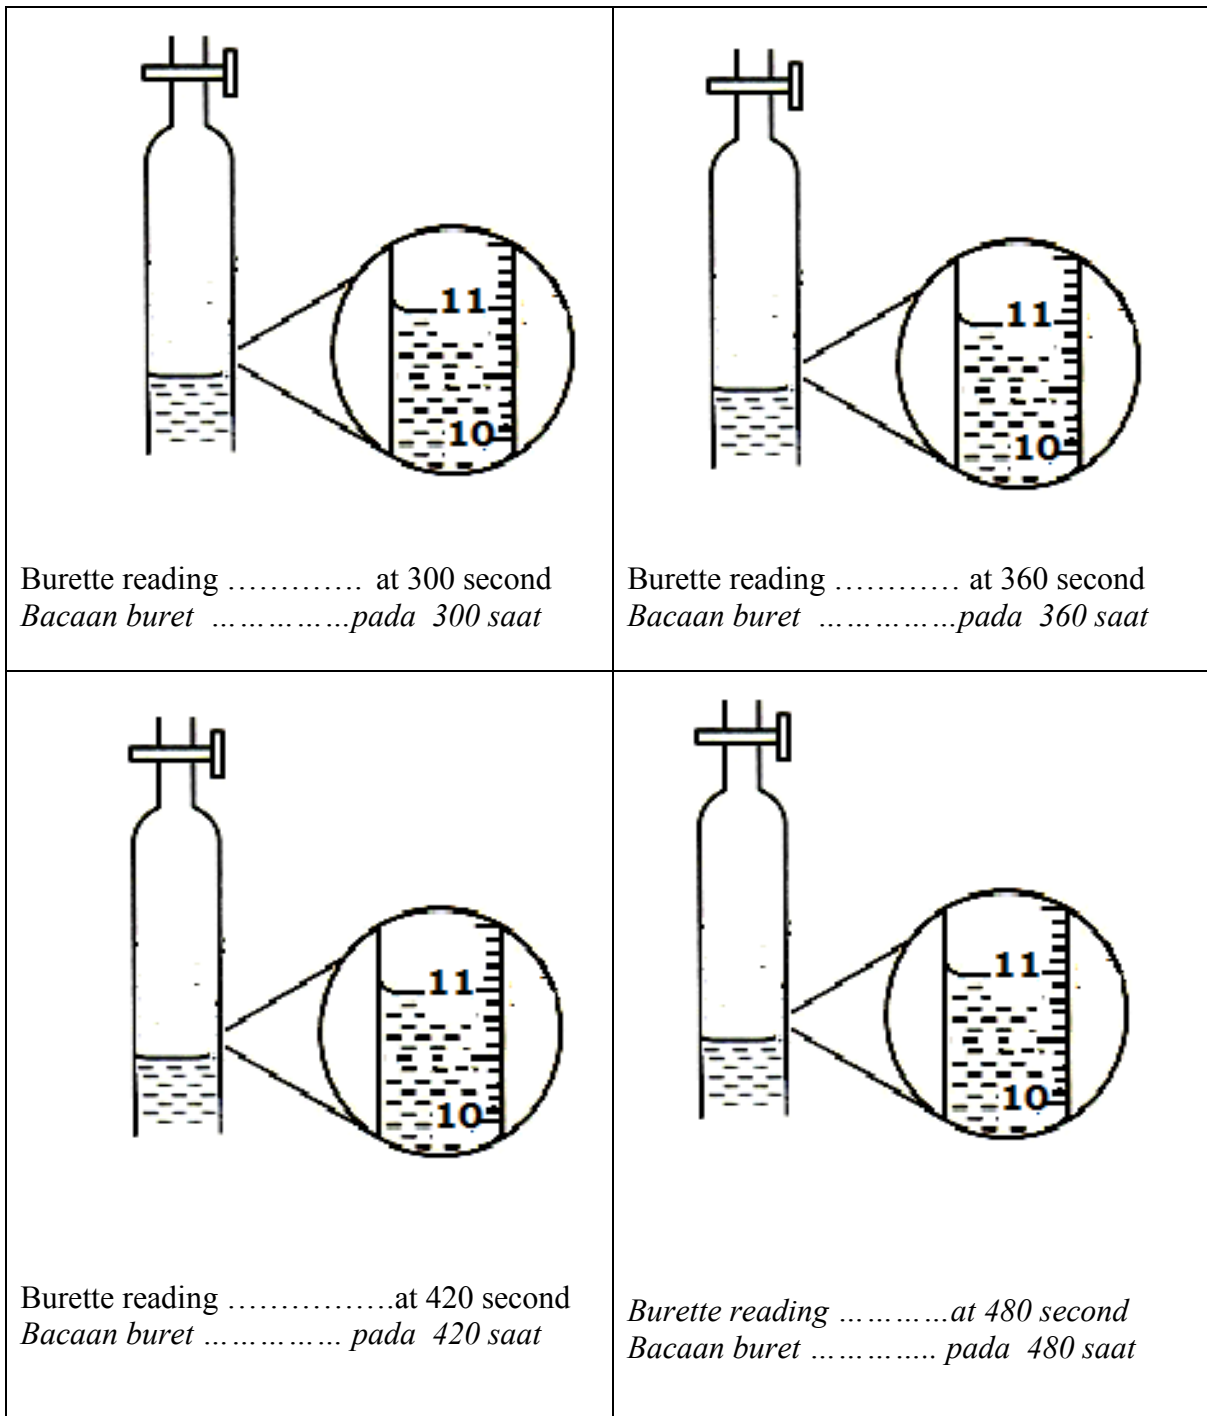 11
10
Burette reading …………. at 300 second
Bacaan buret ……………pada 300 saat
11
10
Burette reading ………… at 360 second
Bacaan buret ……………pada 360 saat
11
10
Burette reading …………….at 420 second
Bacaan buret …………… pada 420 saat
11
10
Burette reading …………at 480 second
Bacaan buret ………….. pada 480 saat